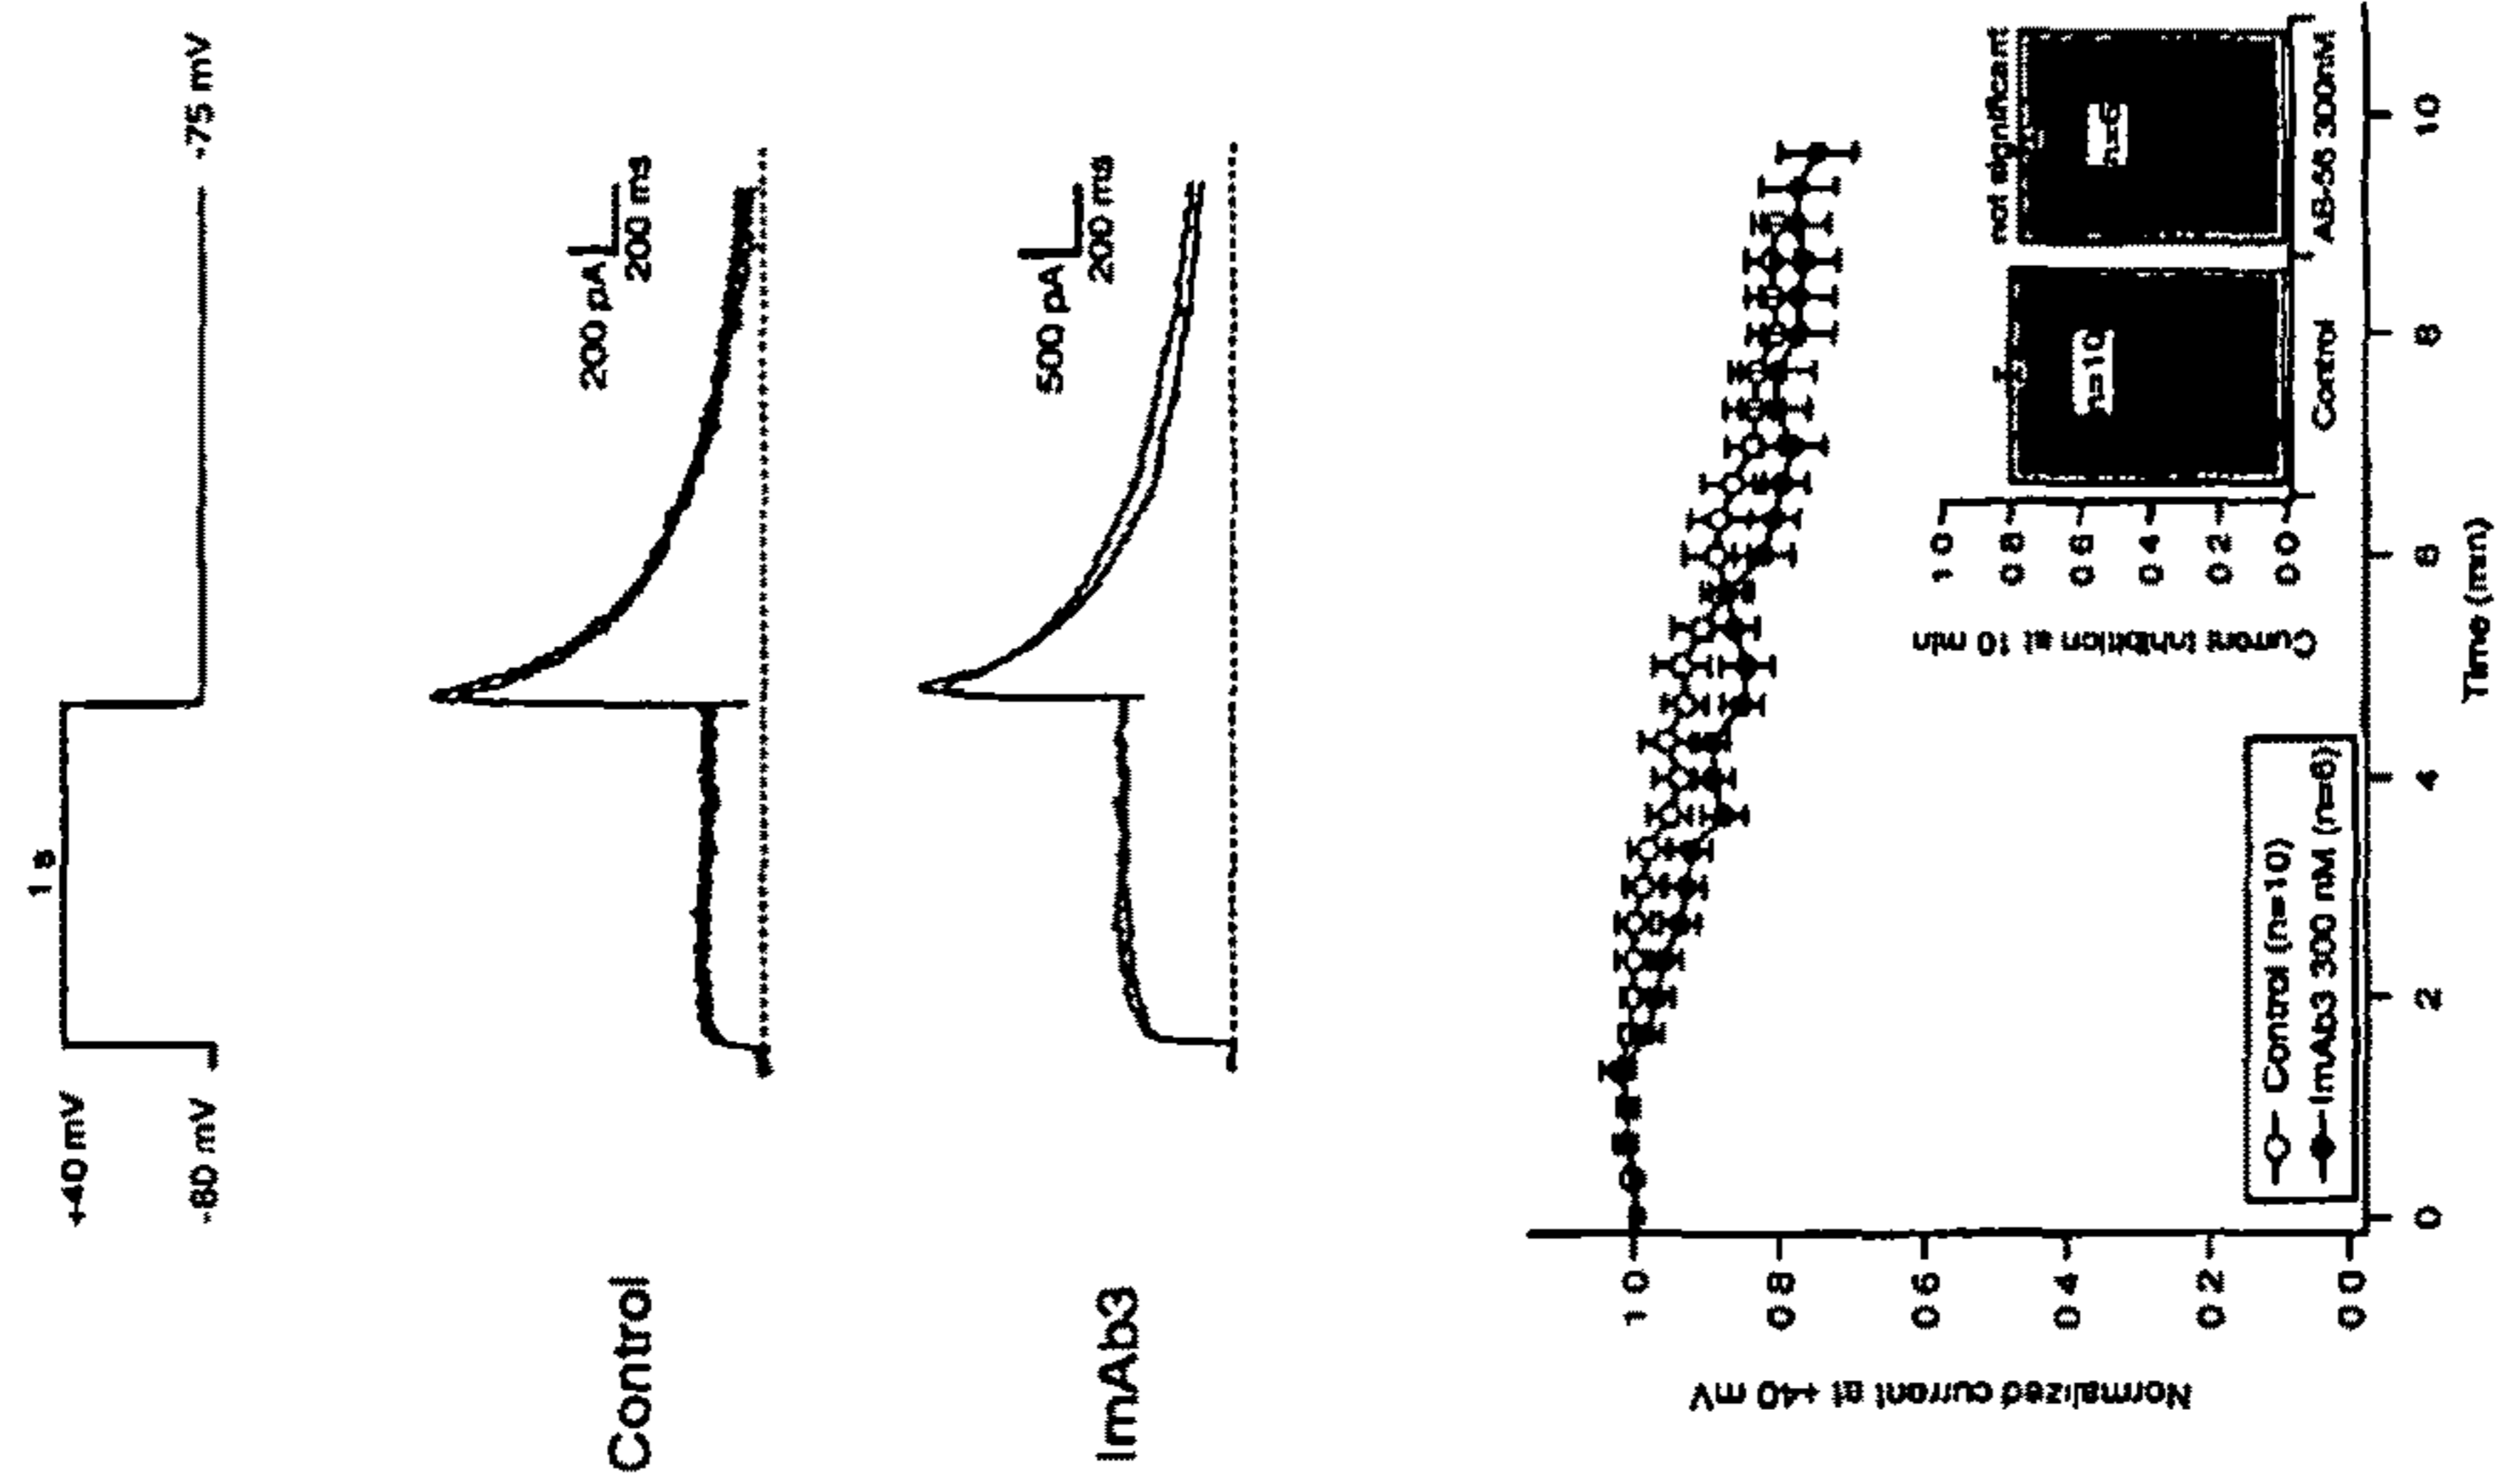 1 s
+40 mV
-80 mV
-75 mV
Control
200 pA
200 ms
ImAb3
500 pA
200 ms
Normalized current at +40 mV
1 0
0 8
0 6
0 4
0 2
0 0
0
2
4
6
8
10
Time (min)
Control (n=10)
ImAb3 300 nM (n=6)
Current inhibition at 10 min
1 0
0 8
0 6
0 4
0 2
0 0
n=10
n=6
not significant
Control
AB-56 300nM